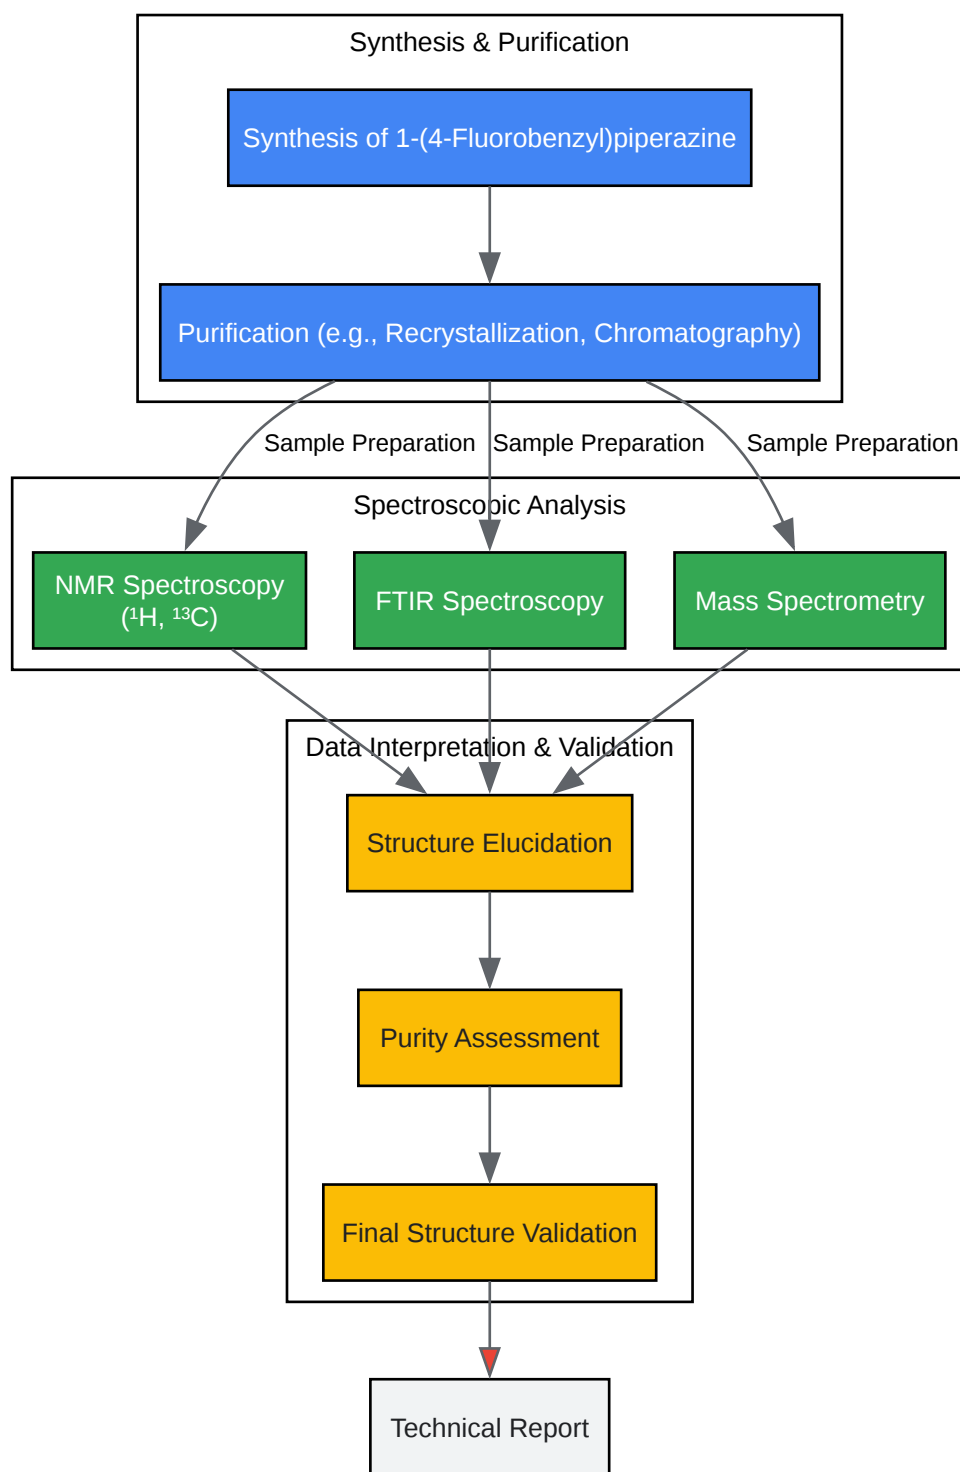 Synthesis & Purification
Synthesis of 1-(4-Fluorobenzyl)piperazine
Purification (e.g., Recrystallization, Chromatography)
Sample Preparation
Sample Preparation
Sample Preparation
Spectroscopic Analysis
NMR Spectroscopy
(¹H, ¹³C)
FTIR Spectroscopy
Mass Spectrometry
Data Interpretation & Validation
Structure Elucidation
Purity Assessment
Final Structure Validation
Technical Report